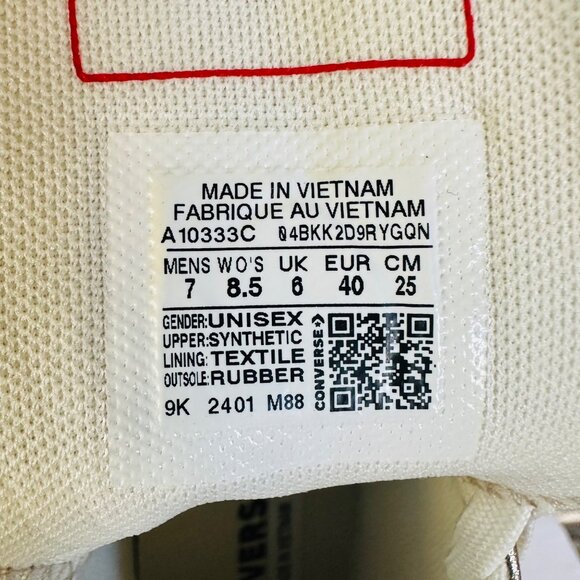 MADE IN VIETNAM
FABRIQUE AU VIETNAM
A10333C 04BKK2D9RYGQN
MENS WO'S UK EUR CM
7 8.5 6 40 25
GENDER:UNISEX
UPPER:SYNTHETIC
LINING:TEXTILE
OUTSOLE:RUBBER
CONVERSE
9K 2401 M88